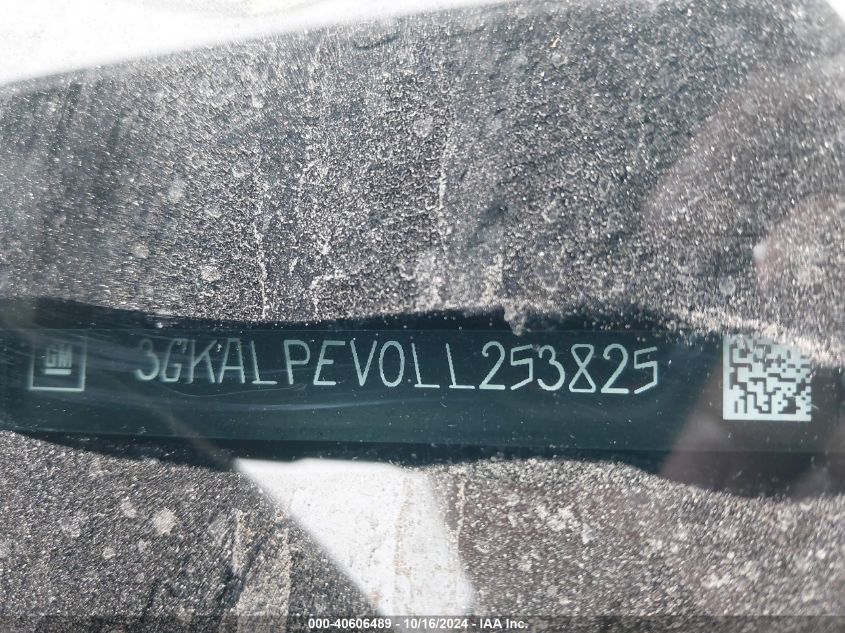 GM 3GKALPEV0LL253825
000-40606489 - 10/16/2024 - IAA Inc.